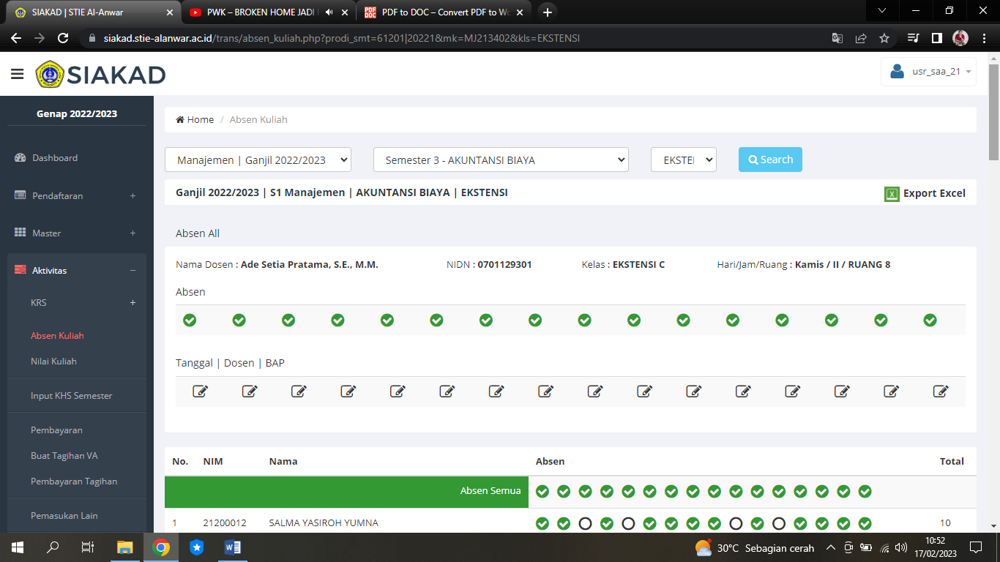 SIAKAD | STIE Al-Anwar
PWK – BROKEN HOME JADI
PDF to DOC – Convert PDF to Wo
siakad.stie-alanwar.ac.id/trans/absen_kuliah.php?prodi_smt=61201|20221&mk=MJ213402&kls=EKSTENSI
SIAKAD
usr_saa_21
Genap 2022/2023
Dashboard
Pendaftaran +
Master +
Aktivitas −
KRS +
Absen Kuliah
Nilai Kuliah
Input KHS Semester
Pembayaran
Buat Tagihan VA
Pembayaran Tagihan
Pemasukan Lain
Home / Absen Kuliah
Manajemen | Ganjil 2022/2023
Semester 3 - AKUNTANSI BIAYA
EKSTEI
Search
Ganjil 2022/2023 | S1 Manajemen | AKUNTANSI BIAYA | EKSTENSI
Export Excel
Absen All
Nama Dosen : Ade Setia Pratama, S.E., M.M. NIDN : 0701129301 Kelas : EKSTENSI C Hari/Jam/Ruang : Kamis / II / RUANG 8
Absen
Tanggal | Dosen | BAP
No. NIM Nama Absen Total
Absen Semua
1 21200012 SALMA YASIROH YUMNA 10
30°C Sebagian cerah
10:52
17/02/2023